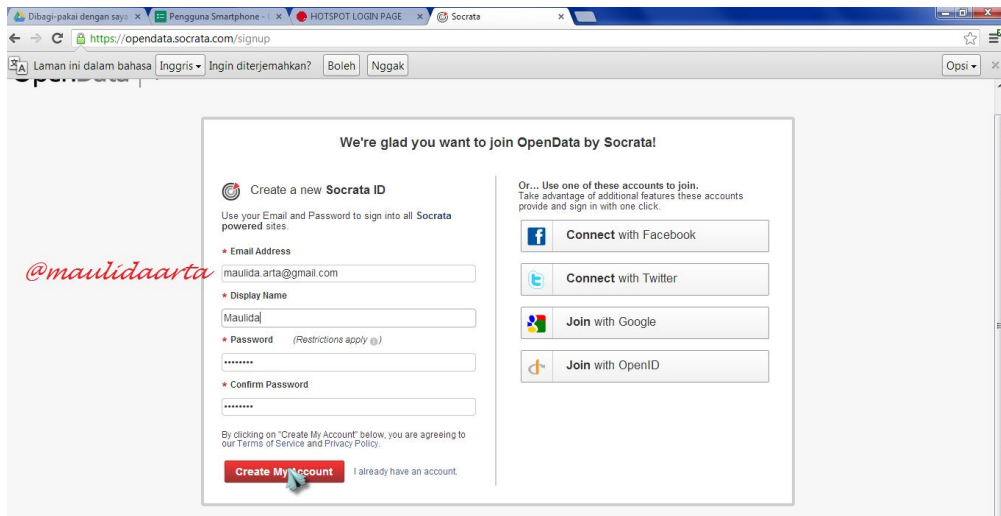 Dibagi-pakai dengan saya
Pengguna Smartphone -
HOTSPOT LOGIN PAGE
Socrata
https://opendata.socrata.com/signup
Laman ini dalam bahasa Inggris Ingin diterjemahkan? Boleh Nggak Opsi
OpenData
We're glad you want to join OpenData by Socrata!
Create a new Socrata ID
Use your Email and Password to sign into all Socrata
powered sites.
* Email Address
maulida.arta@gmail.com
@maulidaarta
* Display Name
Maulida
* Password (Restrictions apply)
••••••••
* Confirm Password
••••••••
By clicking on "Create My Account" below, you are agreeing to
our Terms of Service and Privacy Policy.
Create My Account I already have an account.
Or... Use one of these accounts to join.
Take advantage of additional features these accounts
provide and sign in with one click.
Connect with Facebook
Connect with Twitter
Join with Google
Join with OpenID